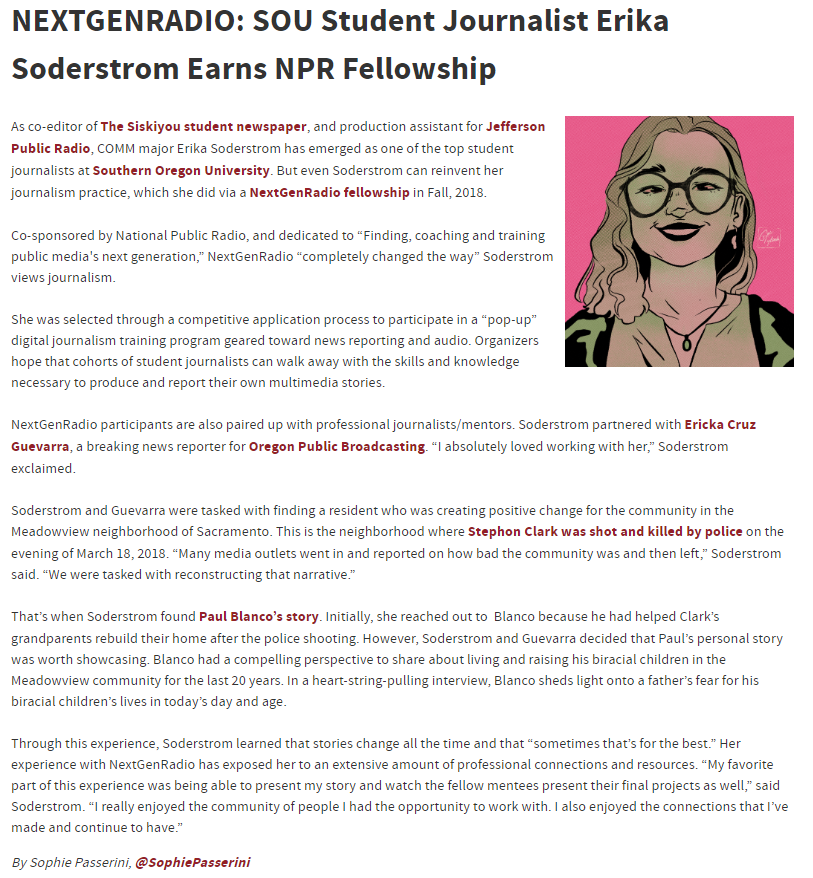 NEXTGENRADIO: SOU Student Journalist Erika
Soderstrom Earns NPR Fellowship
As co-editor of The Siskiyou student newspaper, and production assistant for Jefferson
Public Radio, COMM major Erika Soderstrom has emerged as one of the top student
journalists at Southern Oregon University. But even Soderstrom can reinvent her
journalism practice, which she did via a NextGenRadio fellowship in Fall, 2018.
Co-sponsored by National Public Radio, and dedicated to “Finding, coaching and training
public media's next generation,” NextGenRadio “completely changed the way” Soderstrom
views journalism.
She was selected through a competitive application process to participate in a “pop-up”
digital journalism training program geared toward news reporting and audio. Organizers
hope that cohorts of student journalists can walk away with the skills and knowledge
necessary to produce and report their own multimedia stories.
NextGenRadio participants are also paired up with professional journalists/mentors. Soderstrom partnered with Ericka Cruz
Guevarra, a breaking news reporter for Oregon Public Broadcasting. “I absolutely loved working with her,” Soderstrom
exclaimed.
Soderstrom and Guevarra were tasked with finding a resident who was creating positive change for the community in the
Meadowview neighborhood of Sacramento. This is the neighborhood where Stephon Clark was shot and killed by police on the
evening of March 18, 2018. “Many media outlets went in and reported on how bad the community was and then left,” Soderstrom
said. “We were tasked with reconstructing that narrative.”
That’s when Soderstrom found Paul Blanco’s story. Initially, she reached out to  Blanco because he had helped Clark’s
grandparents rebuild their home after the police shooting. However, Soderstrom and Guevarra decided that Paul’s personal story
was worth showcasing. Blanco had a compelling perspective to share about living and raising his biracial children in the
Meadowview community for the last 20 years. In a heart-string-pulling interview, Blanco sheds light onto a father’s fear for his
biracial children’s lives in today’s day and age.
Through this experience, Soderstrom learned that stories change all the time and that “sometimes that’s for the best.” Her
experience with NextGenRadio has exposed her to an extensive amount of professional connections and resources. “My favorite
part of this experience was being able to present my story and watch the fellow mentees present their final projects as well,” said
Soderstrom. “I really enjoyed the community of people I had the opportunity to work with. I also enjoyed the connections that I’ve
made and continue to have.”
By Sophie Passerini, @SophiePasserini